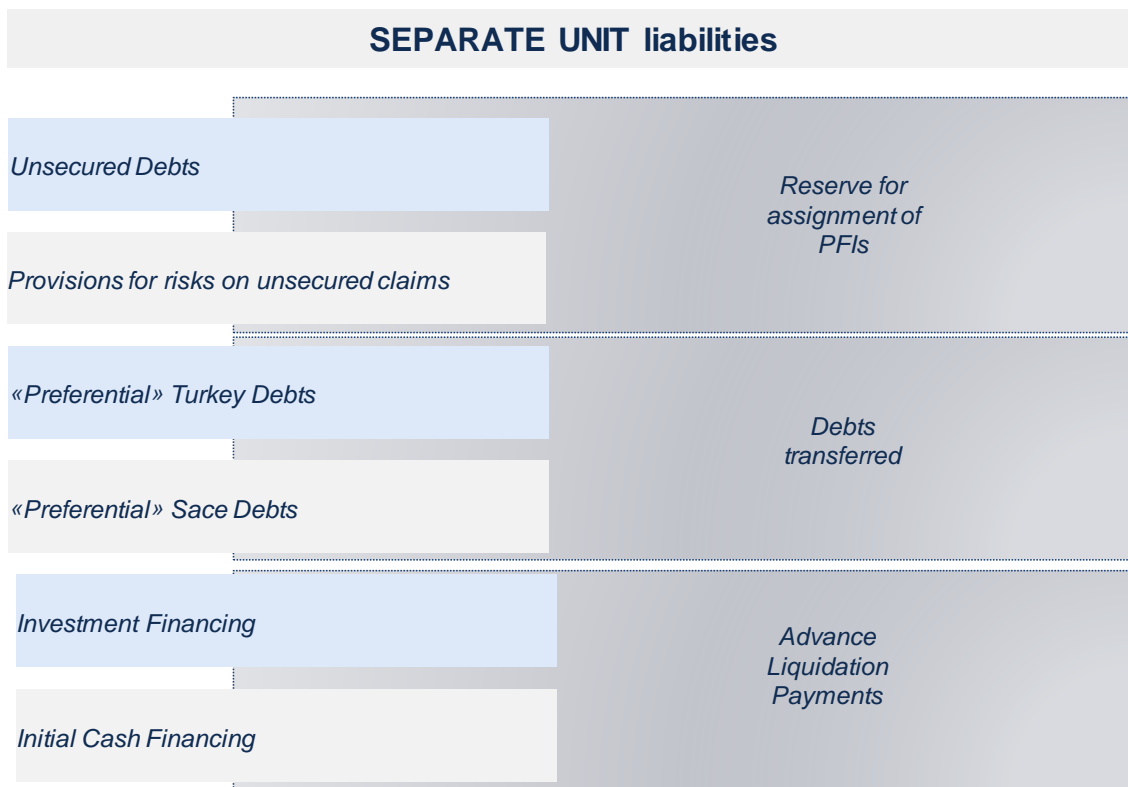 SEPARATE UNIT liabilities
Unsecured Debts
Provisions for risks on unsecured claims
Reserve for
assignment of
PFIs
«Preferential» Turkey Debts
«Preferential» Sace Debts
Debts
transferred
Investment Financing
Initial Cash Financing
Advance
Liquidation
Payments